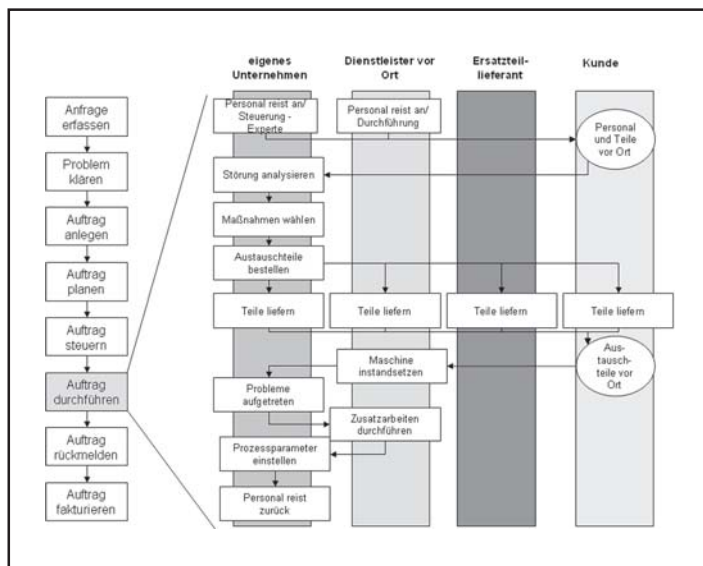 eigenes
Unternehmen
Dienstleister vor
Ort
Ersatzteil-
lieferant
Kunde
Anfrage
erfassen
Problem
klären
Auftrag
anlegen
Auftrag
planen
Auftrag
steuern
Auftrag
durchführen
Auftrag
rückmelden
Auftrag
fakturieren
Personal reist an/
Steuerung -
Experte
Personal reist an/
Durchführung
Personal
und Teile
vor Ort
Störung analysieren
Maßnahmen wählen
Austauschteile
bestellen
Teile liefern
Teile liefern
Teile liefern
Teile liefern
Aus-
tausch-
teile vor
Ort
Maschine
instandsetzen
Probleme
aufgetreten
Zusatzarbeiten
durchführen
Prozessparameter
einstellen
Personal reist
zurück